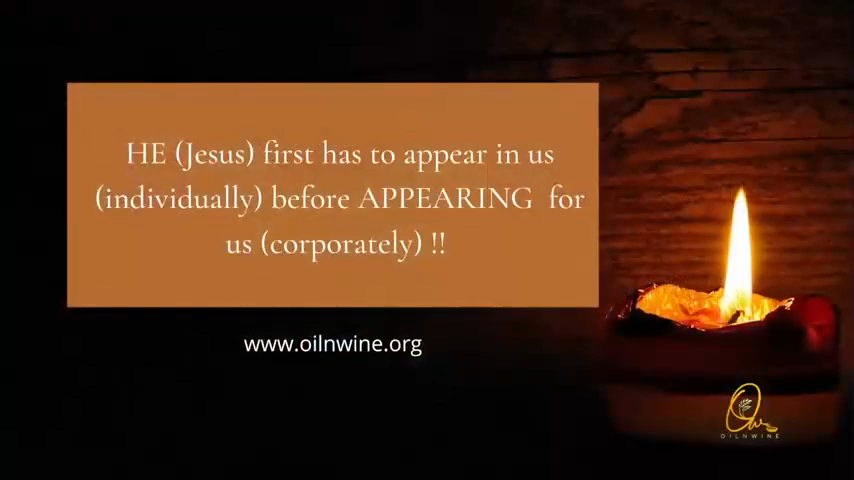 HE (Jesus) first has to appear in us
(individually) before APPEARING for
us (corporately) !!
www.oilnwine.org
OILNWINE